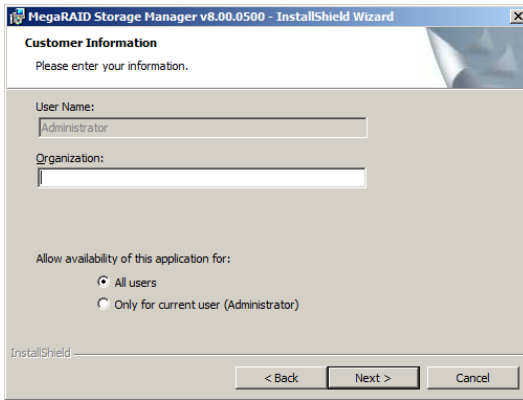 MegaRAID Storage Manager v8.00.0500 - InstallShield Wizard
Customer Information
Please enter your information.
User Name:
Administrator
Organization:
Allow availability of this application for:
All users
Only for current user (Administrator)
InstallShield
< Back Next > Cancel